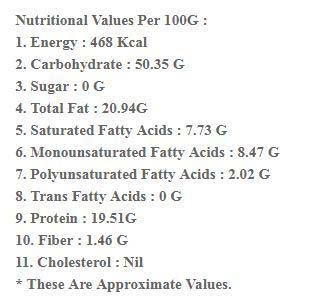 Nutritional Values Per 100G :
1. Energy : 468 Kcal
2. Carbohydrate : 50.35 G
3. Sugar : 0 G
4. Total Fat : 20.94G
5. Saturated Fatty Acids : 7.73 G
6. Monounsaturated Fatty Acids : 8.47 G
7. Polyunsaturated Fatty Acids : 2.02 G
8. Trans Fatty Acids : 0 G
9. Protein : 19.51G
10. Fiber : 1.46 G
11. Cholesterol : Nil
* These Are Approximate Values.